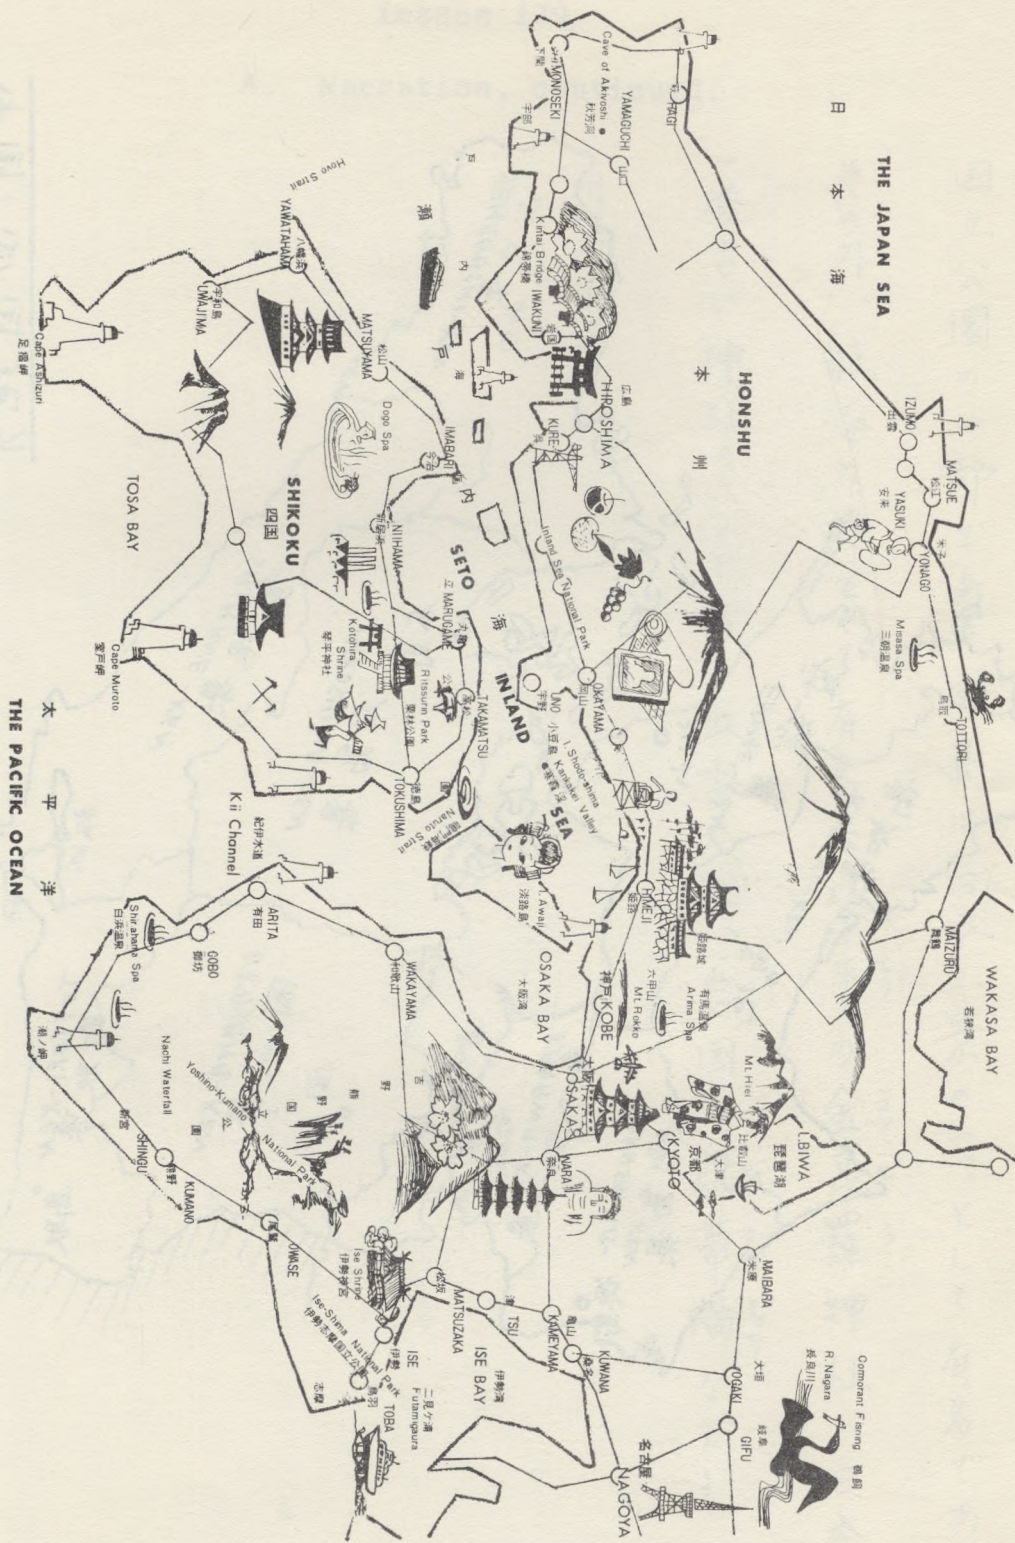 THE JAPAN SEA
日本海
HAGI
SHIMONOSEKI
下関
Cave of Akiyoshi
秋芳洞
YAMAGUCHI
山口
宇部
Kintai Bridge
錦帯橋
IWAKUNI
岩国
広島
HIROSHIMA
KURE
呉
HONSHU
本州
IZUMO
出雲
MATSUE
松江
YASUKI
安来
米子
YONAGO
Misasa Spa
三朝温泉
鳥取
TOTTORI
Inland Sea National Park
OKAYAMA
岡山
UNO
宇野
I. Shodo-shima
小豆島
Kankakei Valley
寒霞渓
HIMEJI
姫路
姫路城
MAIZURU
舞鶴
WAKASA BAY
若狭湾
有馬温泉
Arima Spa
六甲山
Mt. Rokko
神戸
KOBE
大阪
OSAKA
OSAKA BAY
大阪湾
I. Awaji
淡路島
Mt. Hiei
比叡山
L. BIWA
琵琶湖
大津
京都
KYOTO
NARA
奈良
MAIBARA
米原
大垣
OGAKI
岐阜
GIFU
Cormorant Fisning
鵜飼
R. Nagara
長良川
名古屋
NAGOYA
KUWANA
桑名
亀山
KAMEYAMA
津
TSU
松坂
MATSUZAKA
伊勢湾
ISE BAY
ISE
伊勢
Ise Shrine
伊勢神宮
二見ケ浦
Futamigaura
TOBA
鳥羽
志摩
Ise-Shima National Park
伊勢志摩国立公園
OWASE
尾鷲
KUMANO
熊野
SHINGU
新宮
Nachi Waterfall
Yoshino-Kumano National Park
吉野熊野国立公園
潮ノ岬
Shirahama Spa
白浜温泉
GOBO
御坊
ARITA
有田
WAKAYAMA
和歌山
紀伊水道
Kii Channel
SETO INLAND SEA
瀬戸内海
瀬戸内海国立公園
Hoyo Strait
YAWATAHAMA
八幡浜
UWAJIMA
宇和島
MATSUYAMA
松山
Dogo Spa
IMABARI
今治
NIIHAMA
新居浜
SHIKOKU
四国
MARUGAME
丸亀
Kotohira Shrine
琴平神社
Ritssurin Park
栗林公園
TAKAMATSU
高松
TOKUSHIMA
徳島
Naruto Strait
鳴門海峡
Cape Ashizuri
足摺岬
TOSA BAY
Cape Muroto
室戸岬
太平洋
THE PACIFIC OCEAN